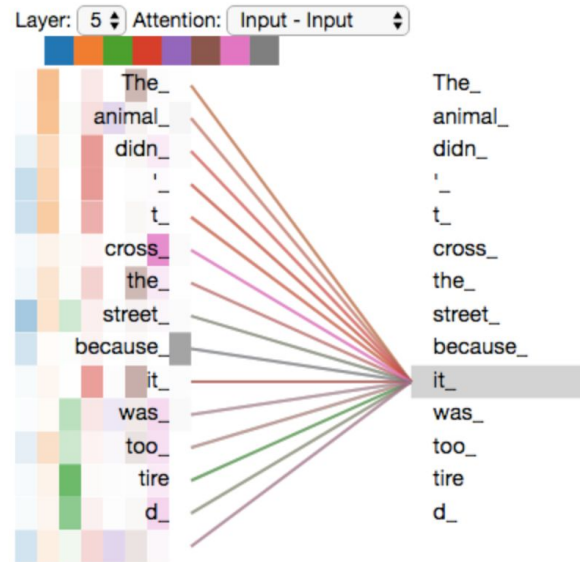 Layer: 5 Attention: Input - Input
The_ The_
animal_ animal_
didn_ didn_
'_ '_
t_ t_
cross_ cross_
the_ the_
street_ street_
because_ because_
it_ it_
was_ was_
too_ too_
tire tire
d_ d_